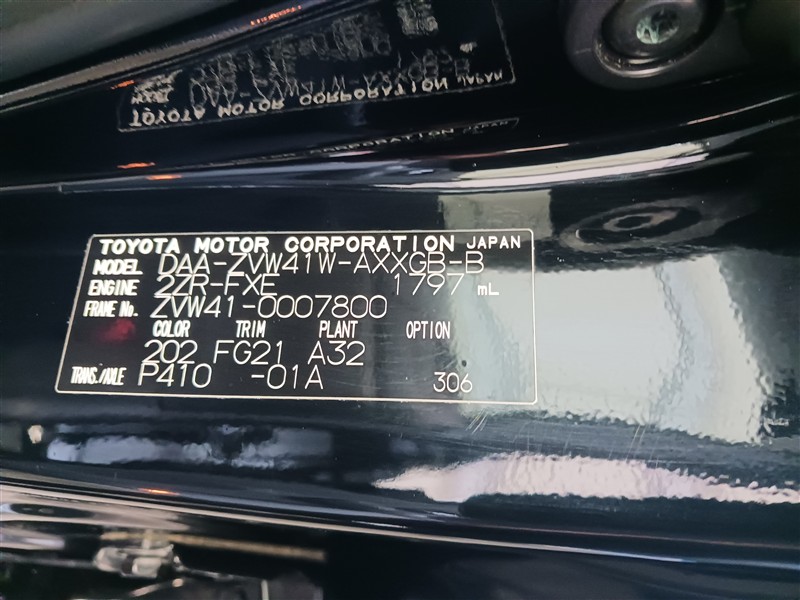 TOYOTA MOTOR CORPORATION JAPAN
MODEL DAA-ZVW41W-AXXGB-B
ENGINE 2ZR-FXE 1797 mL
FRAME No. ZVW41-0007800
COLOR TRIM PLANT OPTION
202 FG21 A32
TRANS./AXLE P410 -01A 306